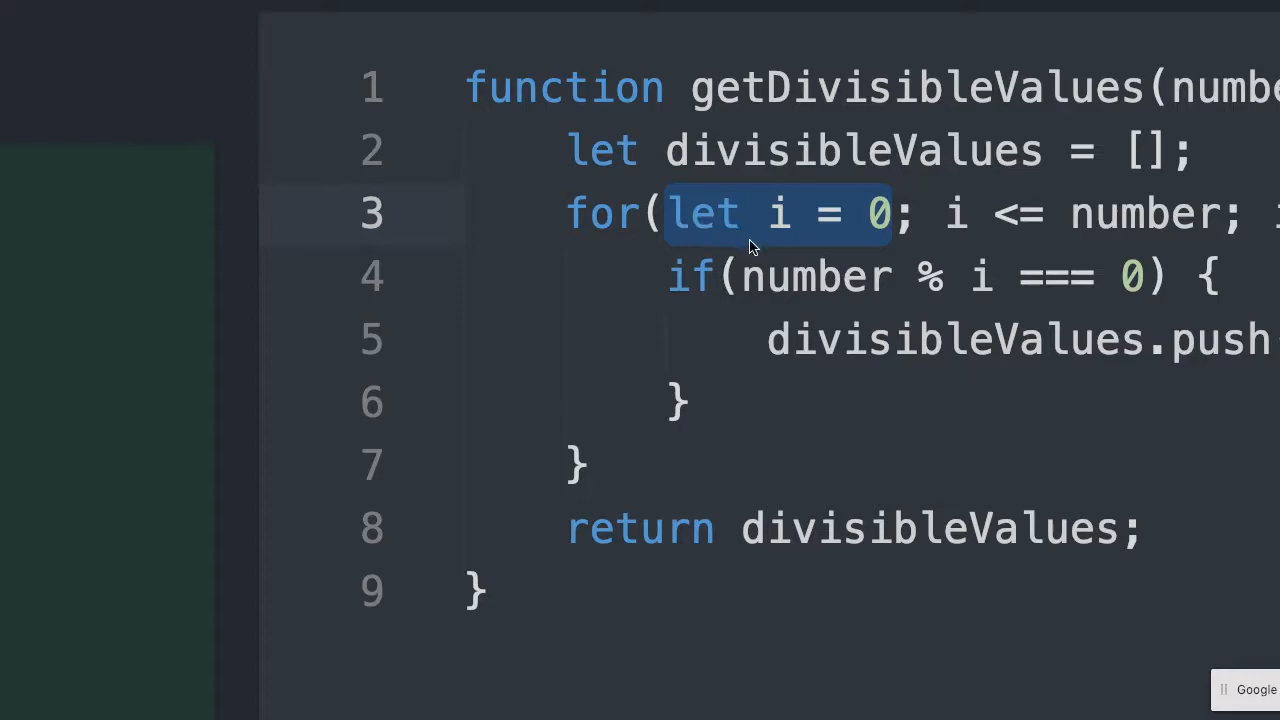 1 function getDivisibleValues(numbe
2 let divisibleValues = [];
3 for(let i = 0; i <= number; i
4 if(number % i === 0) {
5 divisibleValues.push
6 }
7 }
8 return divisibleValues;
9 }
Google